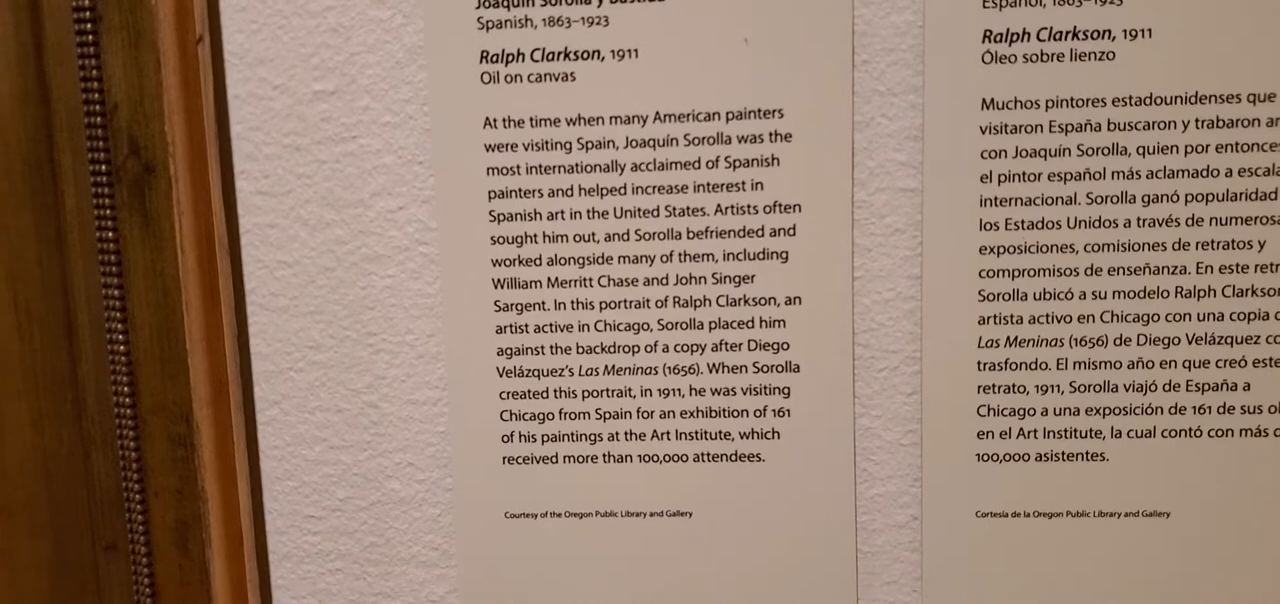 Joaquín Sorolla y Bastida
Spanish, 1863–1923
Ralph Clarkson, 1911
Oil on canvas
At the time when many American painters
were visiting Spain, Joaquín Sorolla was the
most internationally acclaimed of Spanish
painters and helped increase interest in
Spanish art in the United States. Artists often
sought him out, and Sorolla befriended and
worked alongside many of them, including
William Merritt Chase and John Singer
Sargent. In this portrait of Ralph Clarkson, an
artist active in Chicago, Sorolla placed him
against the backdrop of a copy after Diego
Velázquez's Las Meninas (1656). When Sorolla
created this portrait, in 1911, he was visiting
Chicago from Spain for an exhibition of 161
of his paintings at the Art Institute, which
received more than 100,000 attendees.
Courtesy of the Oregon Public Library and Gallery
Español, 1863–1923
Ralph Clarkson, 1911
Óleo sobre lienzo
Muchos pintores estadounidenses que
visitaron España buscaron y trabaron
con Joaquín Sorolla, quien por
el pintor español más aclamado a
internacional. Sorolla ganó popularidad
los Estados Unidos a través de
exposiciones, comisiones de retratos y
compromisos de enseñanza. En este
Sorolla ubicó a su modelo Ralph
artista activo en Chicago con una copia
Las Meninas (1656) de Diego Velázquez
trasfondo. El mismo año en que creó este
retrato, 1911, Sorolla viajó de España a
Chicago a una exposición de 161 de sus
en el Art Institute, la cual contó con más
100,000 asistentes.
Cortesía de la Oregon Public Library and Gallery